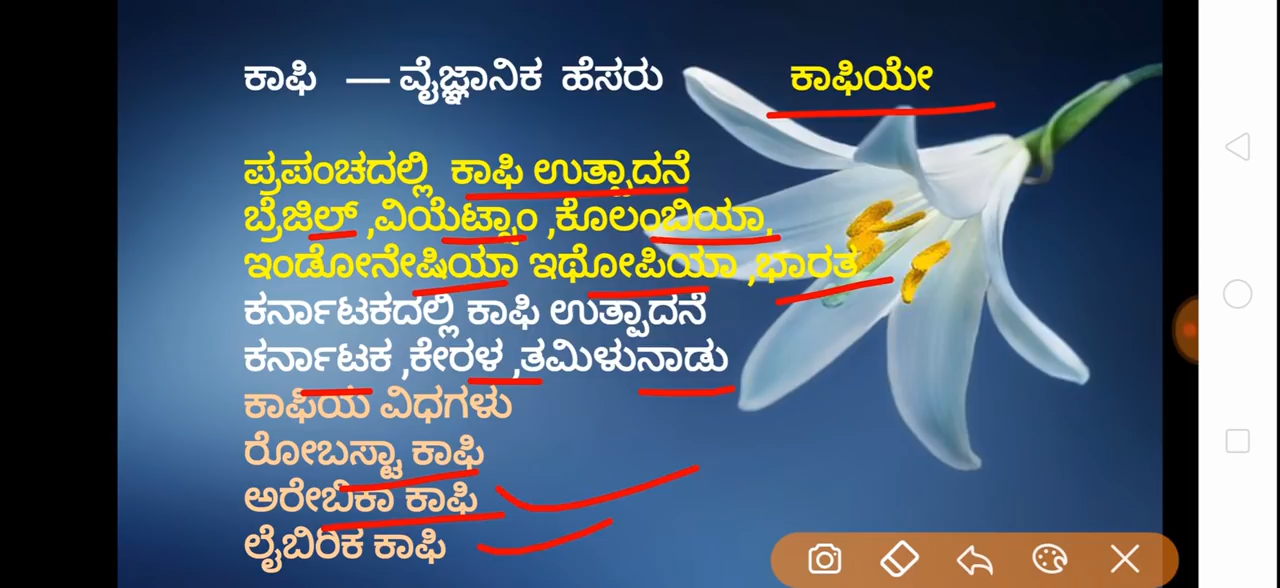 ಕಾಫಿ — ವೈಜ್ಞಾನಿಕ ಹೆಸರು ಕಾಫಿಯೇ
ಪ್ರಪಂಚದಲ್ಲಿ ಕಾಫಿ ಉತ್ಪಾದನೆ
ಬ್ರೆಜಿಲ್ ,ವಿಯೆಟ್ನಾಂ ,ಕೊಲಂಬಿಯಾ,
ಇಂಡೋನೇಷಿಯಾ ಇಥೋಪಿಯಾ ,ಭಾರತ
ಕರ್ನಾಟಕದಲ್ಲಿ ಕಾಫಿ ಉತ್ಪಾದನೆ
ಕರ್ನಾಟಕ ,ಕೇರಳ ,ತಮಿಳುನಾಡು
ಕಾಫಿಯ ವಿಧಗಳು
ರೋಬಸ್ಟಾ ಕಾಫಿ
ಅರೇಬಿಕಾ ಕಾಫಿ
ಲೈಬಿರಿಕ ಕಾಫಿ